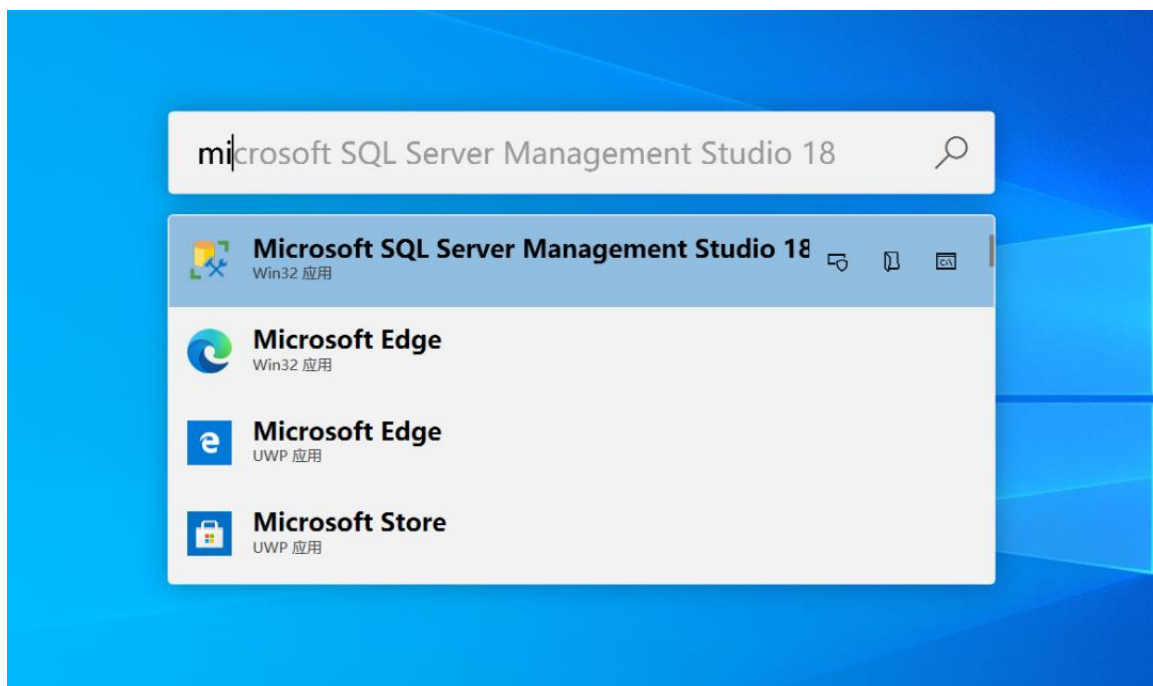 microsoft SQL Server Management Studio 18
Microsoft SQL Server Management Studio 18
Win32 应用
C:\
Microsoft Edge
Win32 应用
Microsoft Edge
UWP 应用
Microsoft Store
UWP 应用